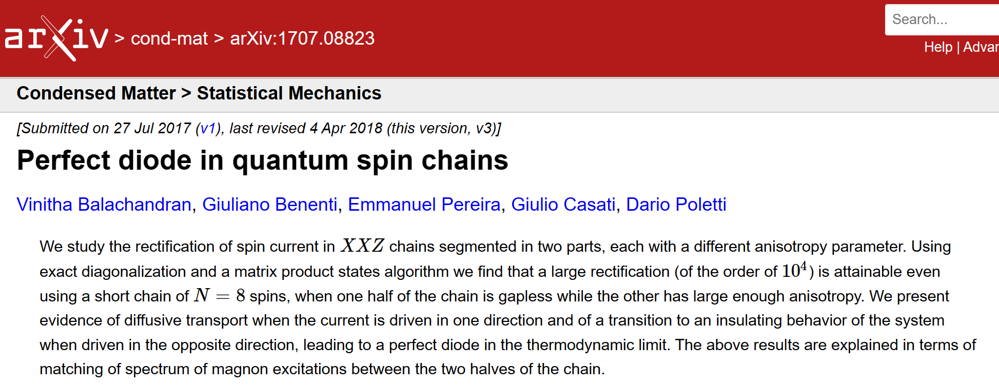 arXiv > cond-mat > arXiv:1707.08823
Search...
Help |
Condensed Matter > Statistical Mechanics
[Submitted on 27 Jul 2017 (v1), last revised 4 Apr 2018 (this version, v3)]
Perfect diode in quantum spin chains
Vinitha Balachandran, Giuliano Benenti, Emmanuel Pereira, Giulio Casati, Dario Poletti
We study the rectification of spin current in XXZ chains segmented in two parts, each with a different anisotropy parameter. Using
exact diagonalization and a matrix product states algorithm we find that a large rectification (of the order of 10⁴) is attainable even
using a short chain of N = 8 spins, when one half of the chain is gapless while the other has large enough anisotropy. We present
evidence of diffusive transport when the current is driven in one direction and of a transition to an insulating behavior of the system
when driven in the opposite direction, leading to a perfect diode in the thermodynamic limit. The above results are explained in terms of
matching of spectrum of magnon excitations between the two halves of the chain.